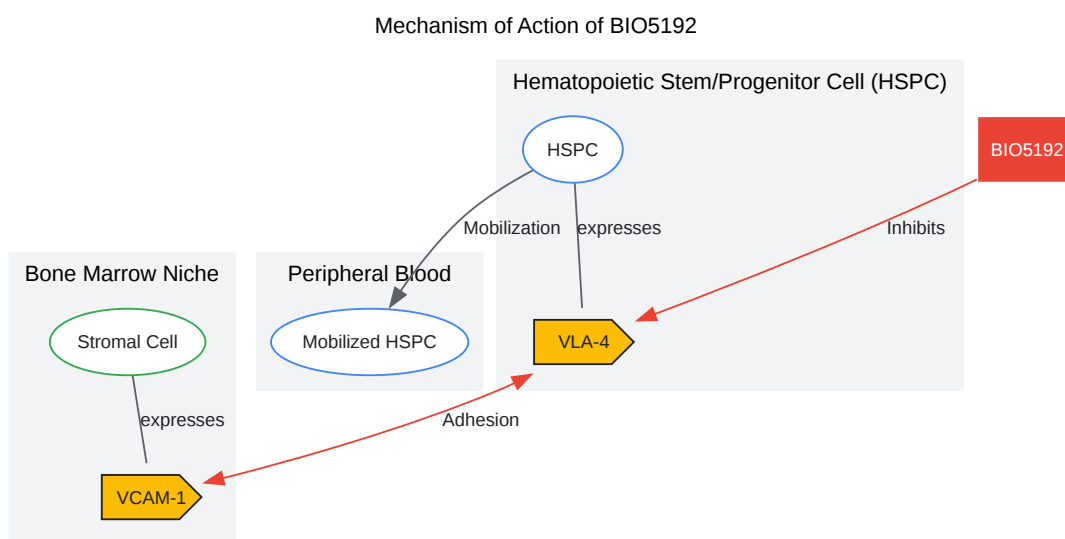 Mechanism of Action of BIO5192
Hematopoietic Stem/Progenitor Cell (HSPC)
HSPC
BIO5192
Mobilization
expresses
Inhibits
Bone Marrow Niche
Peripheral Blood
Stromal Cell
Mobilized HSPC
VLA-4
expresses
Adhesion
VCAM-1